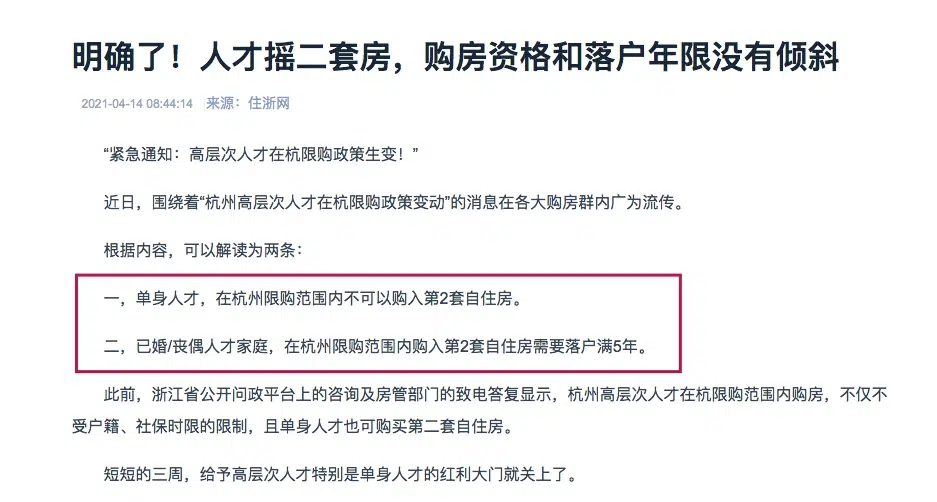 明确了！人才摇二套房，购房资格和落户年限没有倾斜
2021-04-14 08:44:14 来源：住浙网
“紧急通知：高层次人才在杭限购政策生变！”
近日，围绕着“杭州高层次人才在杭限购政策变动”的消息在各大购房群内广为流传。
根据内容，可以解读为两条：
一，单身人才，在杭州限购范围内不可以购入第2套自住房。
二，已婚/丧偶人才家庭，在杭州限购范围内购入第2套自住房需要落户满5年。
此前，浙江省公开问政平台上的咨询及房管部门的致电答复显示，杭州高层次人才在杭限购范围内购房，不仅不
受户籍、社保时限的限制，且单身人才也可购买第二套自住房。
短短的三周，给予高层次人才特别是单身人才的红利大门就关上了。